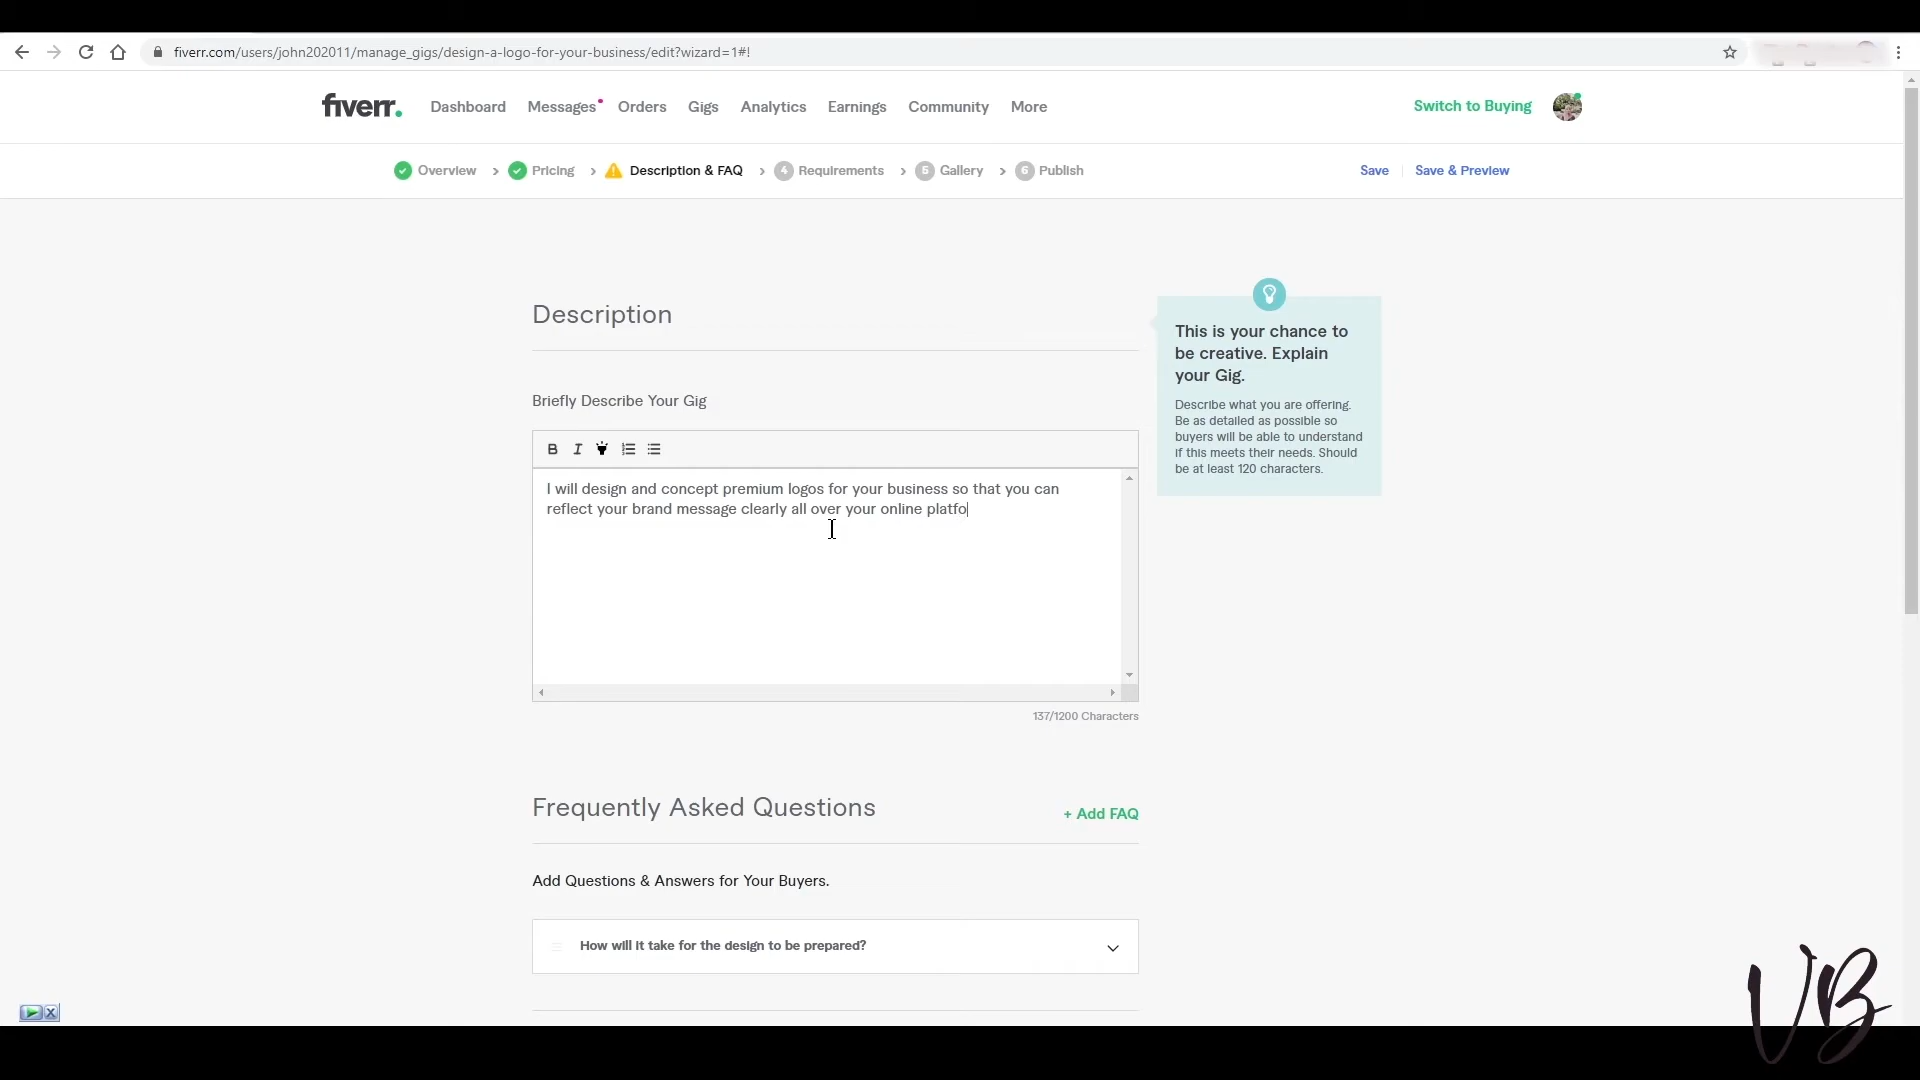 fiverr.com/users/john202011/manage_gigs/design-a-logo-for-your-business/edit?wizard=1#!
fiverr. Dashboard Messages Orders Gigs Analytics Earnings Community More Switch to Buying
Overview Pricing Description & FAQ 4 Requirements 5 Gallery 6 Publish Save Save & Preview
Description
Briefly Describe Your Gig
B I
I will design and concept premium logos for your business so that you can
reflect your brand message clearly all over your online platfo
137/1200 Characters
This is your chance to
be creative. Explain
your Gig.
Describe what you are offering.
Be as detailed as possible so
buyers will be able to understand
if this meets their needs. Should
be at least 120 characters.
Frequently Asked Questions + Add FAQ
Add Questions & Answers for Your Buyers.
How will it take for the design to be prepared?
VB